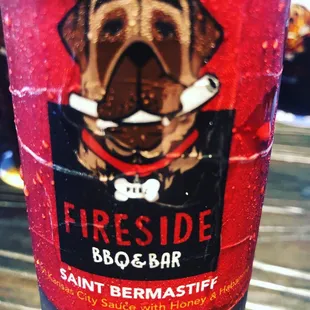 FIRESIDE
BBQ&BAR
SAINT BERMASTIFF
Kansas City Sauce with Honey &